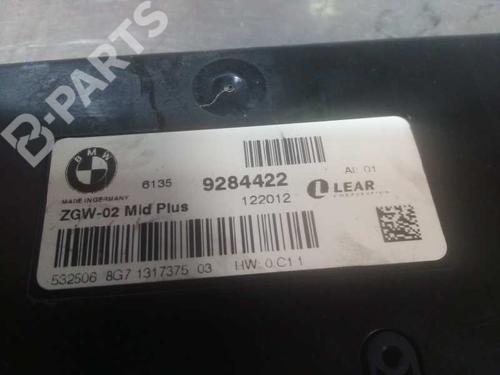 B-PARTS
BMW
MADE IN GERMANY
6135 9284422 AI: 01
122012 LEAR
CORPORATION
ZGW-02 Mid Plus
532506 8G7 1317375 03 HW: 0.C1 1